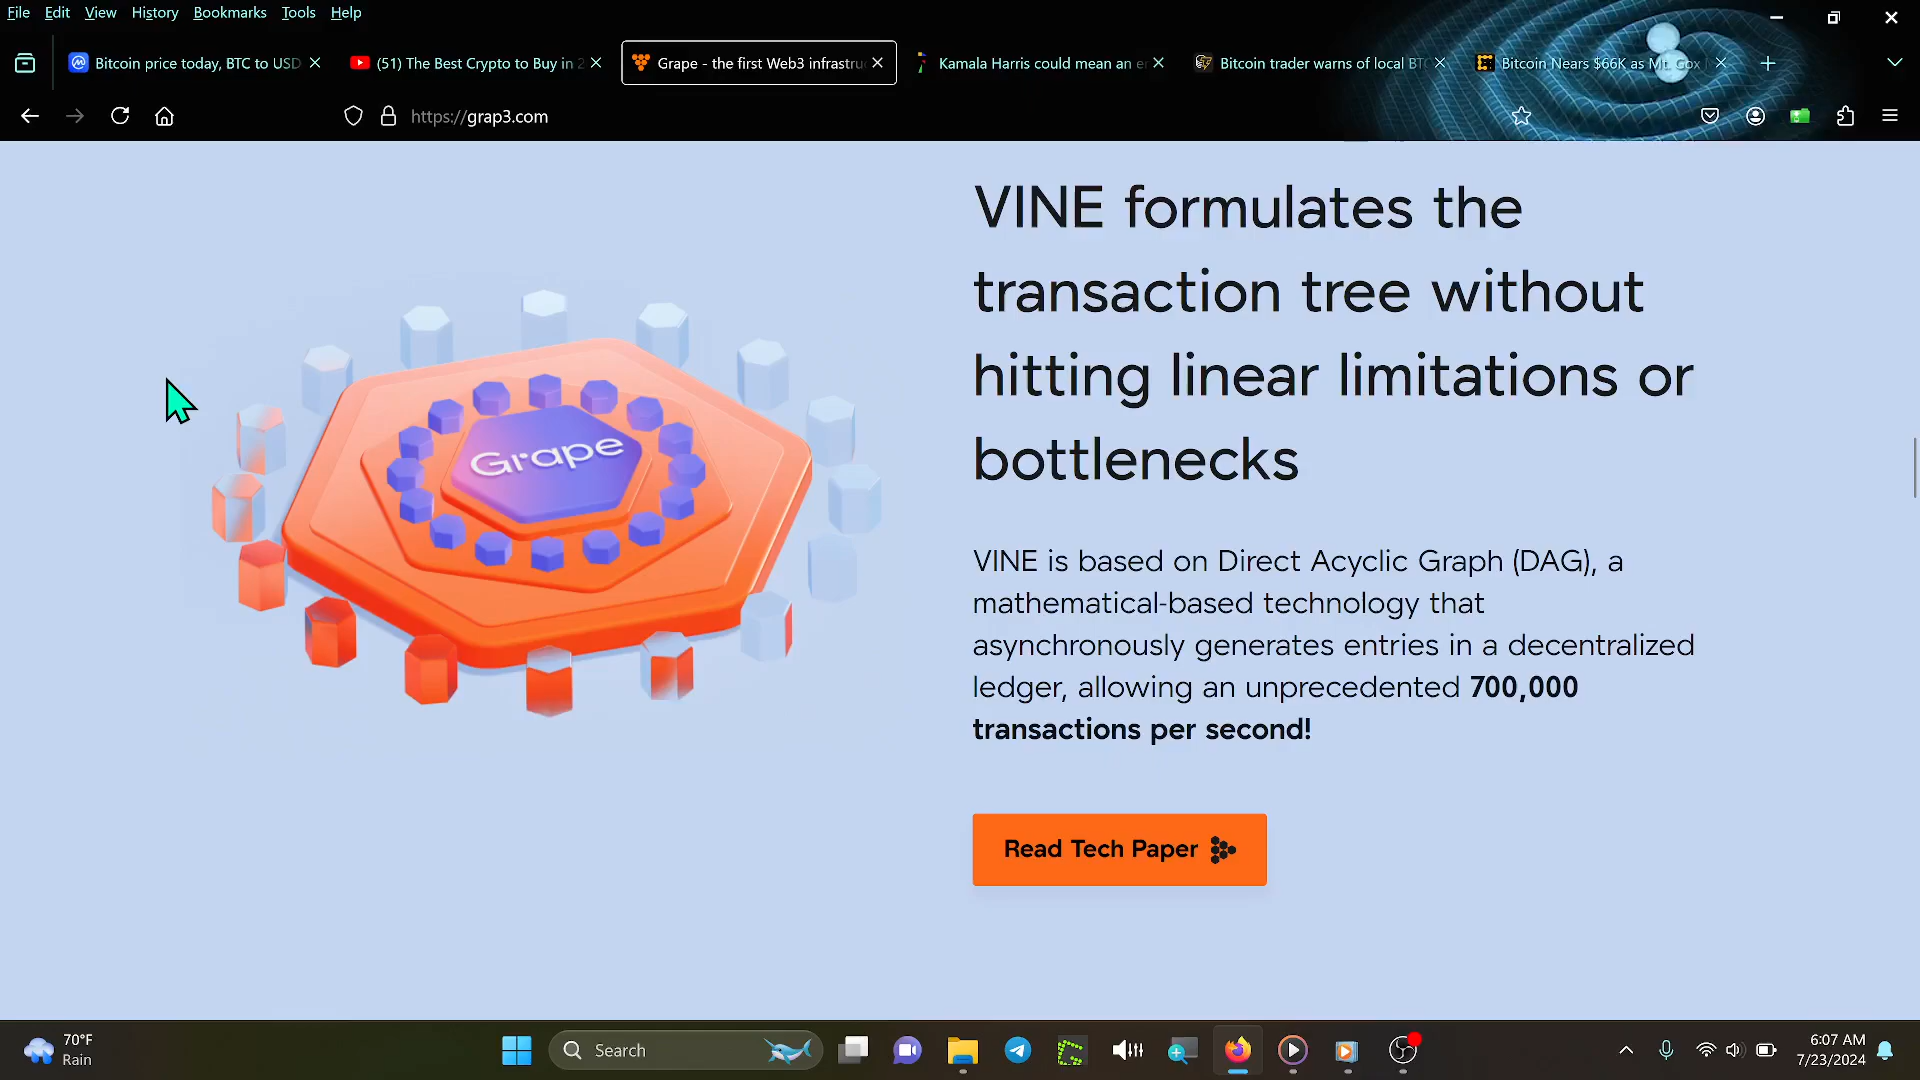 File Edit View History Bookmarks Tools Help
Bitcoin price today, BTC to USD
(51) The Best Crypto to Buy in 2
Grape - the first Web3 infrastru
Kamala Harris could mean an e
Bitcoin trader warns of local BTC
Bitcoin Nears $66K as Mt. Gox
https://grap3.com
VINE formulates the
transaction tree without
hitting linear limitations or
bottlenecks
Grape
VINE is based on Direct Acyclic Graph (DAG), a
mathematical-based technology that
asynchronously generates entries in a decentralized
ledger, allowing an unprecedented 700,000
transactions per second!
Read Tech Paper
70°F
Rain
Search
6:07 AM
7/23/2024